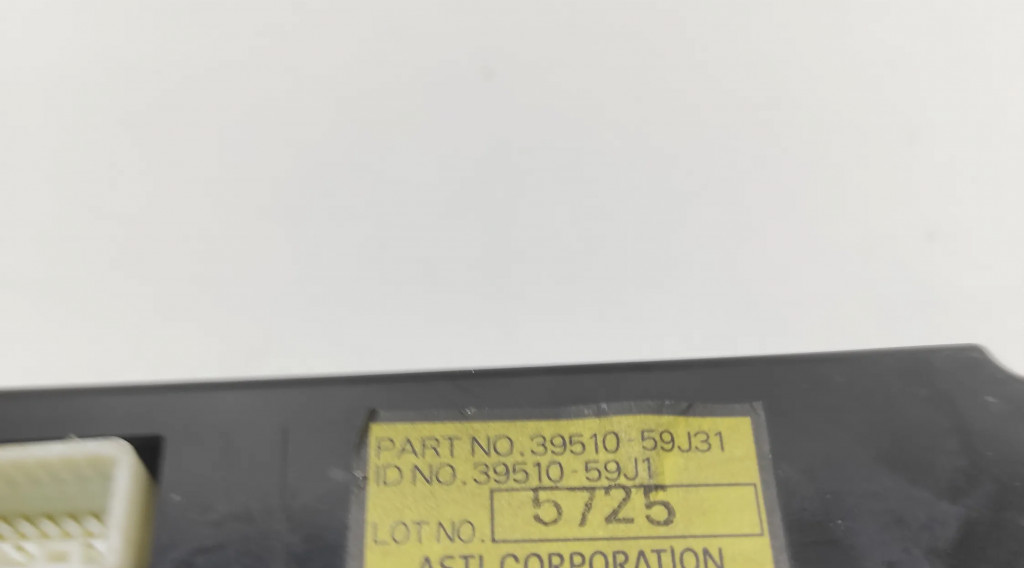 PART NO. 39510-59J31
ID NO. 39510-59J1
LOT NO. 5725
ASTI CORPORATION